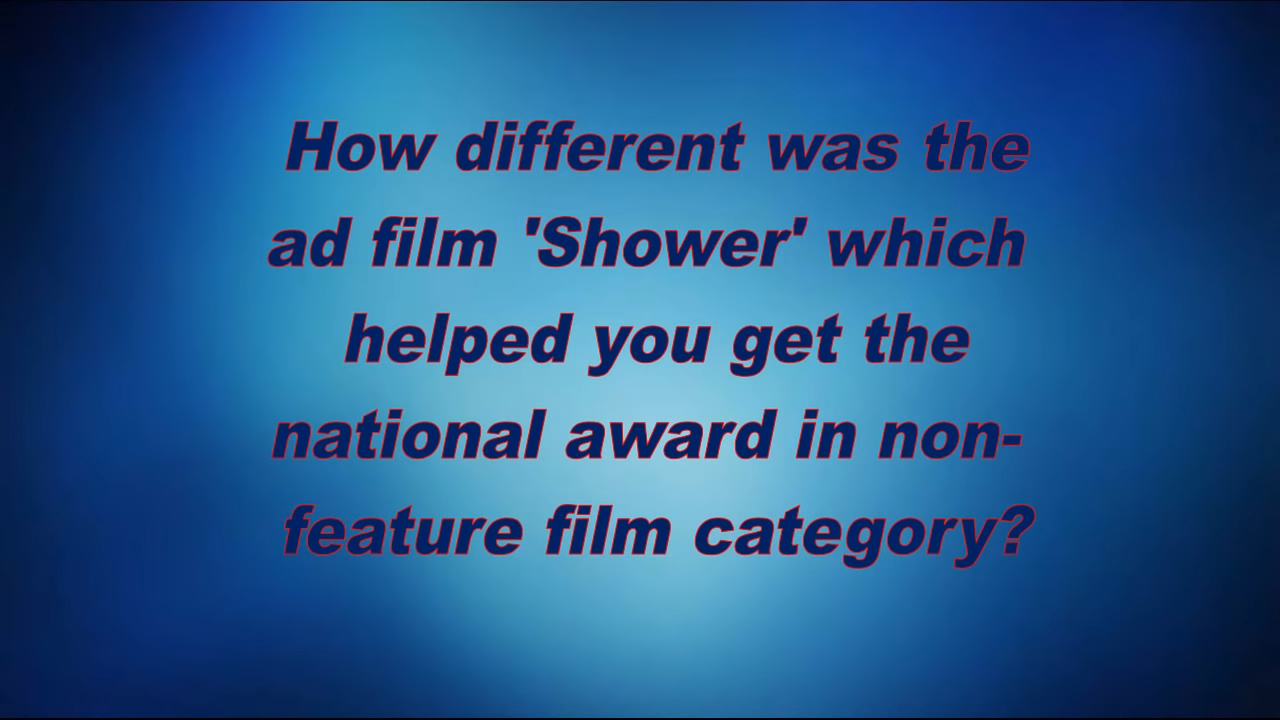 How different was the
ad film 'Shower' which
helped you get the
national award in non-
feature film category?